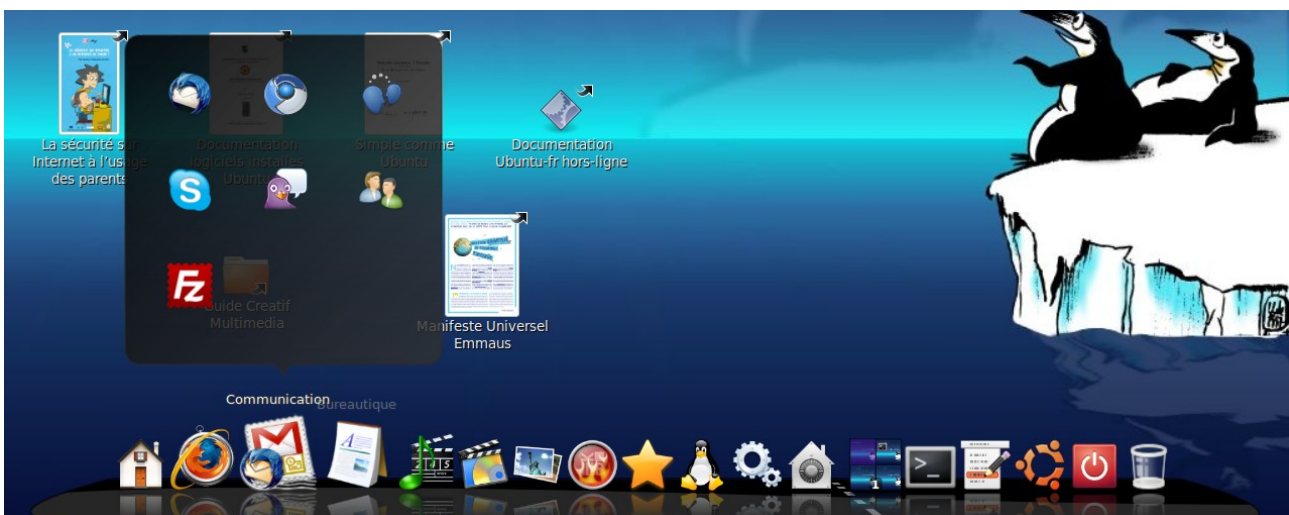 La sécurité sur
Internet à l'usage
des parents
Documentation
logiciels installés
Ubuntu
Simple comme
Ubuntu
Documentation
Ubuntu-fr hors-ligne
Guide Creatif
Multimedia
Manifeste Universel
Emmaus
Communication
Bureautique